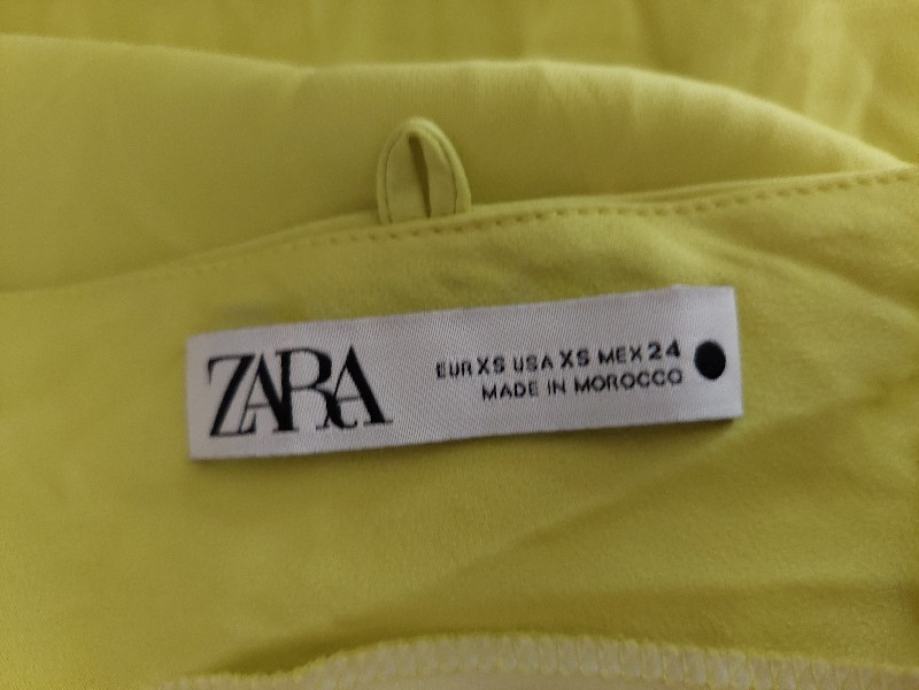 ZARA
EUR XS USA XS MEX 24
MADE IN MOROCCO